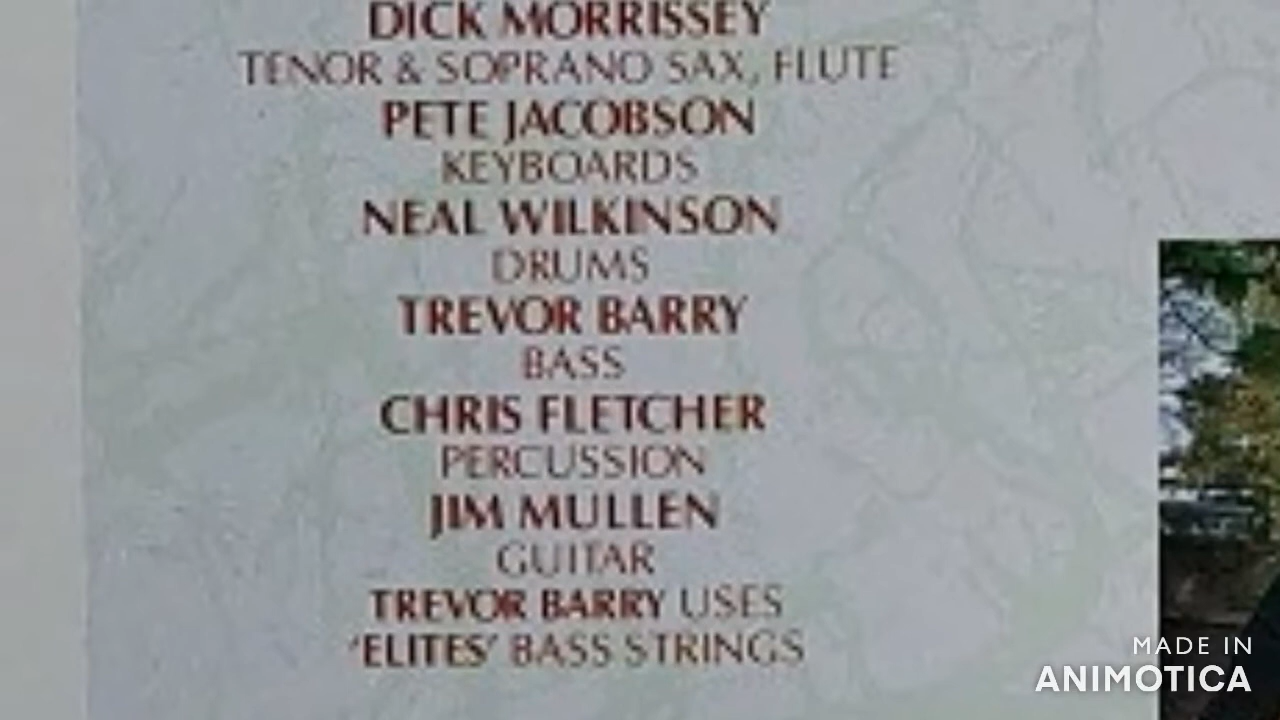 DICK MORRISSEY
TENOR & SOPRANO SAX, FLUTE
PETE JACOBSON
KEYBOARDS
NEAL WILKINSON
DRUMS
TREVOR BARRY
BASS
CHRIS FLETCHER
PERCUSSION
JIM MULLEN
GUITAR
TREVOR BARRY USES
'ELITES' BASS STRINGS
MADE IN
ANIMOTICA